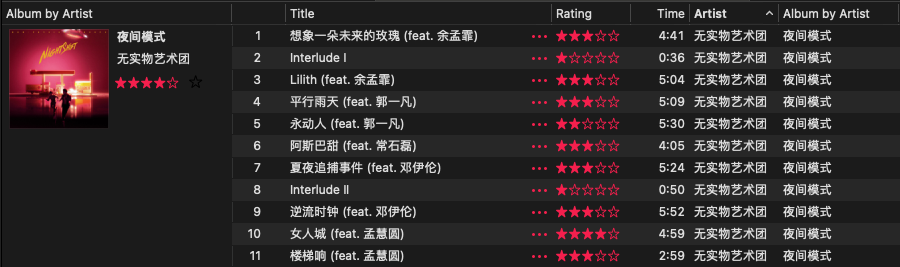 Album by Artist Title Rating Time Artist Album by Artist
NIGHTSHOT
夜间模式
无实物艺术团
1 想象一朵未来的玫瑰 (feat. 余孟霏) 4:41 无实物艺术团 夜间模式
2 Interlude I 0:36 无实物艺术团 夜间模式
3 Lilith (feat. 余孟霏) 5:04 无实物艺术团 夜间模式
4 平行雨天 (feat. 郭一凡) 5:09 无实物艺术团 夜间模式
5 永动人 (feat. 郭一凡) 5:30 无实物艺术团 夜间模式
6 阿斯巴甜 (feat. 常石磊) 4:05 无实物艺术团 夜间模式
7 夏夜追捕事件 (feat. 邓伊伦) 5:24 无实物艺术团 夜间模式
8 Interlude II 0:50 无实物艺术团 夜间模式
9 逆流时钟 (feat. 邓伊伦) 5:52 无实物艺术团 夜间模式
10 女人城 (feat. 孟慧圆) 4:59 无实物艺术团 夜间模式
11 楼梯响 (feat. 孟慧圆) 2:59 无实物艺术团 夜间模式